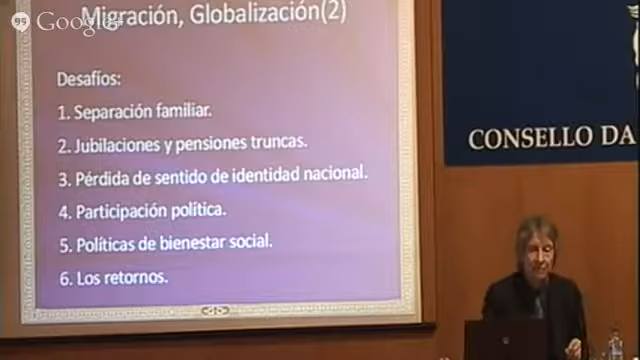 Google+
Migración, Globalización(2)
Desafíos:
1. Separación familiar.
2. Jubilaciones y pensiones truncas.
3. Pérdida de sentido de identidad nacional.
4. Participación política.
5. Políticas de bienestar social.
6. Los retornos.
CONSELLO DA